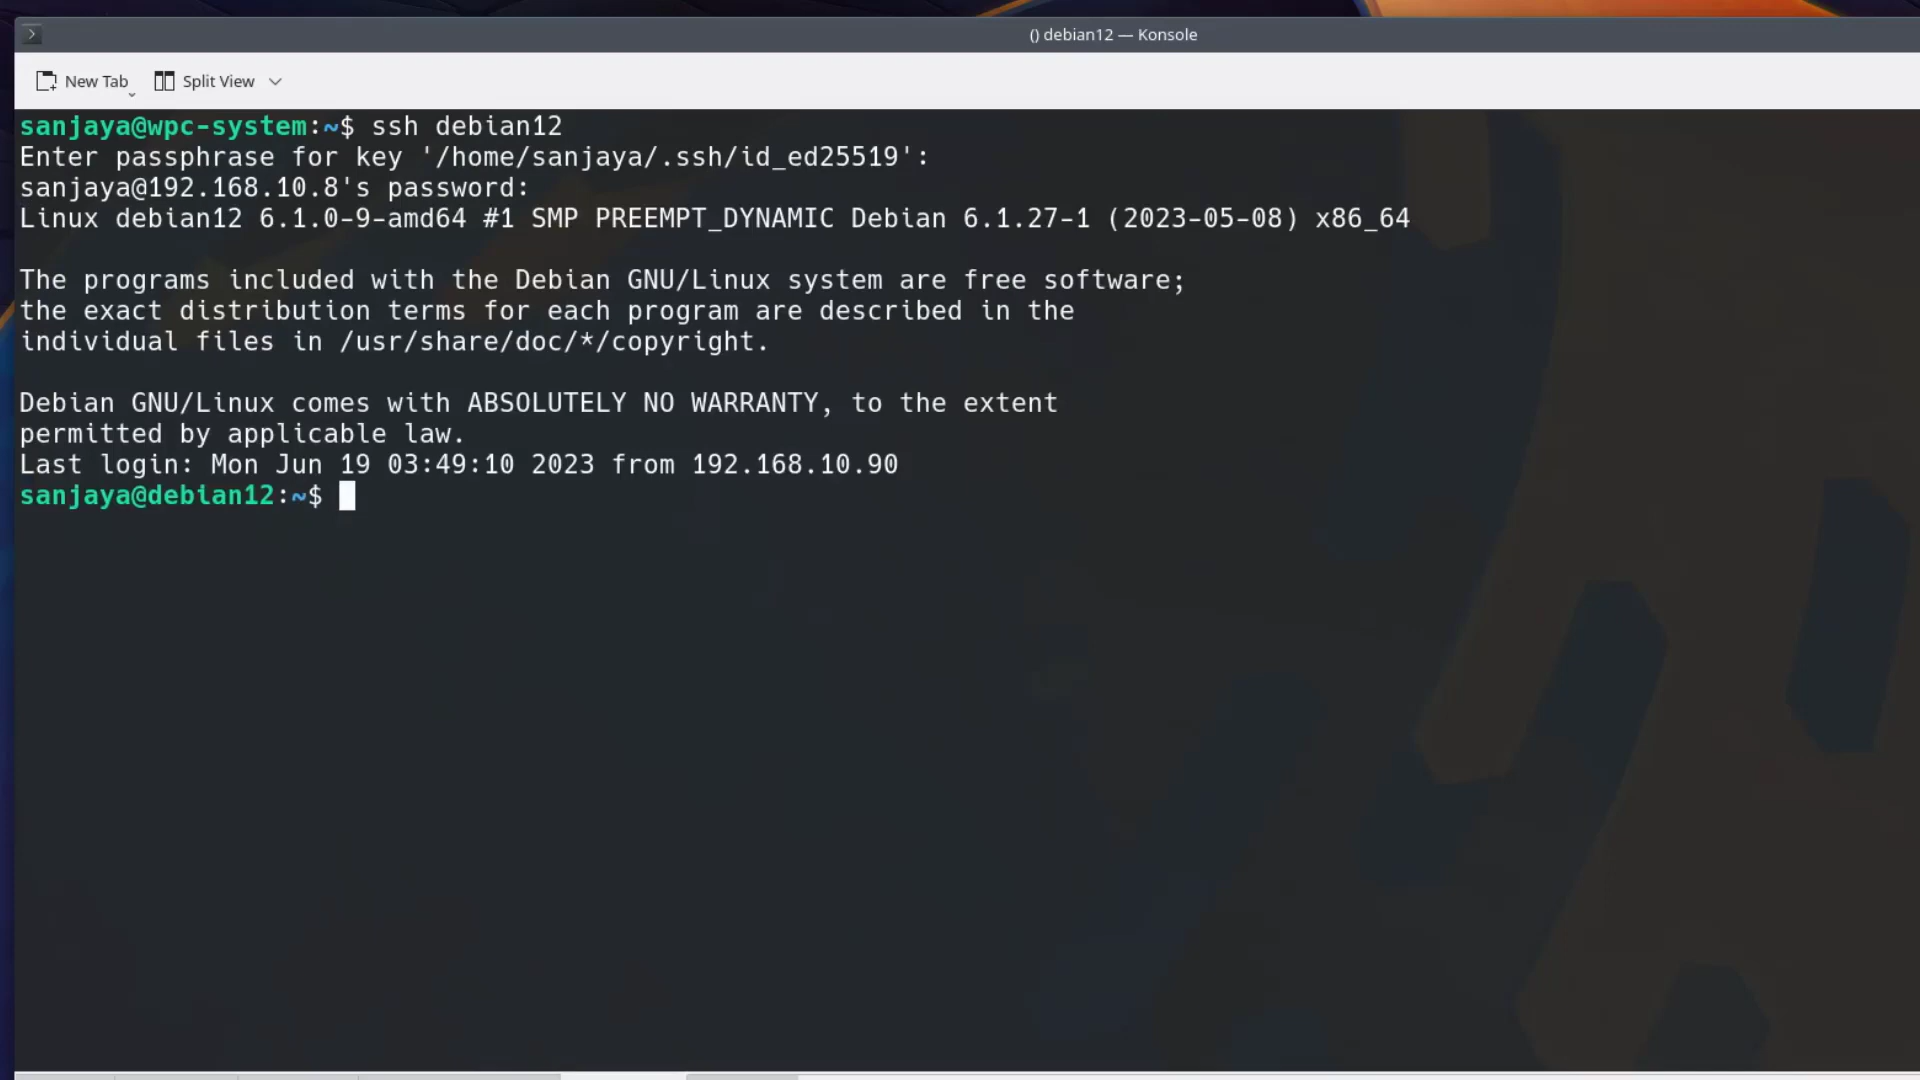 () debian12 — Konsole
New Tab Split View
sanjaya@wpc-system:~$ ssh debian12
Enter passphrase for key '/home/sanjaya/.ssh/id_ed25519':
sanjaya@192.168.10.8's password:
Linux debian12 6.1.0-9-amd64 #1 SMP PREEMPT_DYNAMIC Debian 6.1.27-1 (2023-05-08) x86_64
The programs included with the Debian GNU/Linux system are free software;
the exact distribution terms for each program are described in the
individual files in /usr/share/doc/*/copyright.
Debian GNU/Linux comes with ABSOLUTELY NO WARRANTY, to the extent
permitted by applicable law.
Last login: Mon Jun 19 03:49:10 2023 from 192.168.10.90
sanjaya@debian12:~$